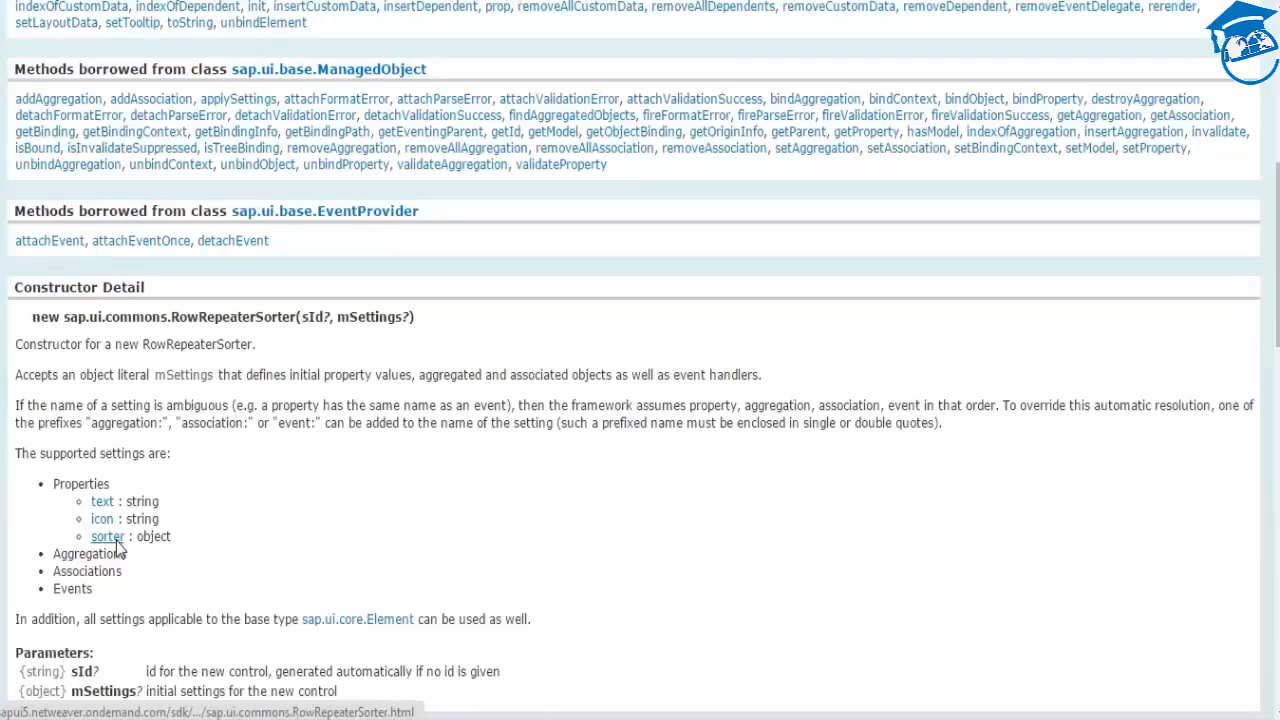 indexOfCustomData, indexOfDependent, init, insertCustomData, insertDependent, prop, removeAllCustomData, removeAllDependents, removeCustomData, removeDependent, removeEventDelegate, rerender,
setLayoutData, setTooltip, toString, unbindElement
Methods borrowed from class sap.ui.base.ManagedObject
addAggregation, addAssociation, applySettings, attachFormatError, attachParseError, attachValidationError, attachValidationSuccess, bindAggregation, bindContext, bindObject, bindProperty, destroyAggregation,
detachFormatError, detachParseError, detachValidationError, detachValidationSuccess, findAggregatedObjects, fireFormatError, fireParseError, fireValidationError, fireValidationSuccess, getAggregation, getAssociation,
getBinding, getBindingContext, getBindingInfo, getBindingPath, getEventingParent, getId, getModel, getObjectBinding, getOriginInfo, getParent, getProperty, hasModel, indexOfAggregation, insertAggregation, invalidate,
isBound, isInvalidateSuppressed, isTreeBinding, removeAggregation, removeAllAggregation, removeAllAssociation, removeAssociation, setAggregation, setAssociation, setBindingContext, setModel, setProperty,
unbindAggregation, unbindContext, unbindObject, unbindProperty, validateAggregation, validateProperty
Methods borrowed from class sap.ui.base.EventProvider
attachEvent, attachEventOnce, detachEvent
Constructor Detail
new sap.ui.commons.RowRepeaterSorter(sId?, mSettings?)
Constructor for a new RowRepeaterSorter.
Accepts an object literal mSettings that defines initial property values, aggregated and associated objects as well as event handlers.
If the name of a setting is ambiguous (e.g. a property has the same name as an event), then the framework assumes property, aggregation, association, event in that order. To override this automatic resolution, one of
the prefixes "aggregation:", "association:" or "event:" can be added to the name of the setting (such a prefixed name must be enclosed in single or double quotes).
The supported settings are:
• Properties
◦ text : string
◦ icon : string
◦ sorter : object
• Aggregations
• Associations
• Events
In addition, all settings applicable to the base type sap.ui.core.Element can be used as well.
Parameters:
{string} sId? id for the new control, generated automatically if no id is given
{object} mSettings? initial settings for the new control
sapui5.netweaver.ondemand.com/sdk/.../sap.ui.commons.RowRepeaterSorter.html